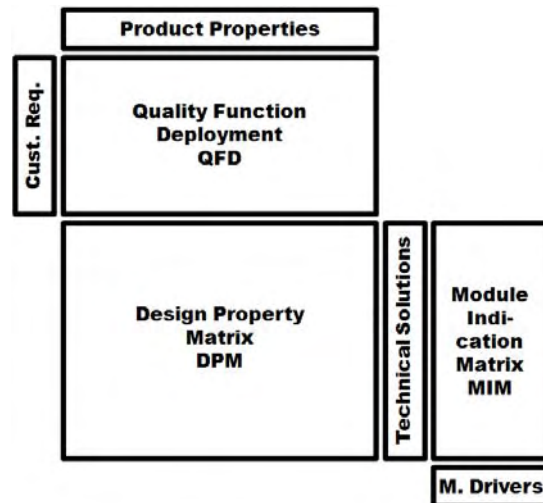 Product Properties
Cust. Req.
Quality Function
Deployment
QFD
Design Property
Matrix
DPM
Technical Solutions
Module
Indi-
cation
Matrix
MIM
M. Drivers